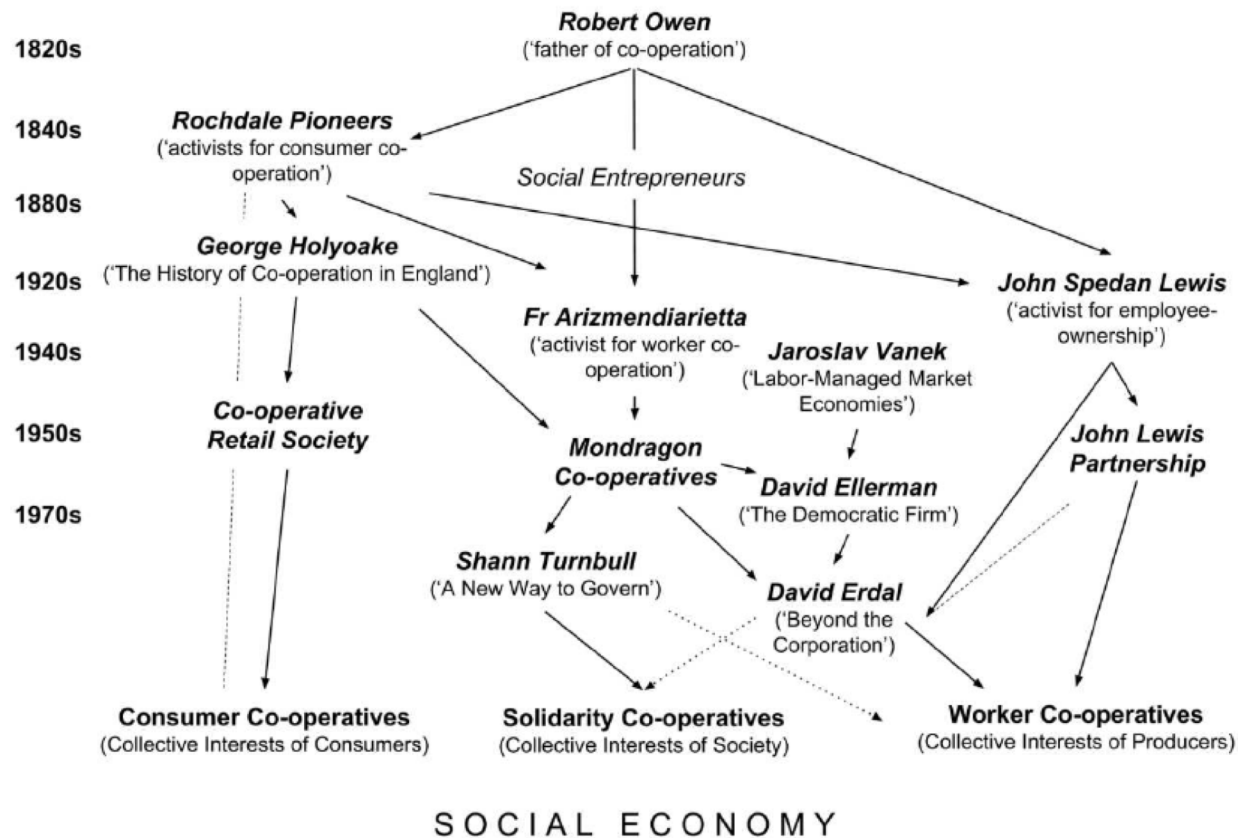 Robert Owen
1820s
('father of co-operation')
Rochdale Pioneers
1840s
('activists for consumer co-
operation')
Social Entrepreneurs
1880s
George Holyoake
('The History of Co-operation in England')
1920s
John Spedan Lewis
('activist for employee-
ownership')
Fr Arizmendiarietta
('activist for worker co-
operation')
1940s
Jaroslav Vanek
('Labor-Managed Market
Economies')
Co-operative
Retail Society
1950s
Mondragon
Co-operatives
John Lewis
Partnership
David Ellerman
('The Democratic Firm')
1970s
Shann Turnbull
('A New Way to Govern')
David Erdal
('Beyond the
Corporation')
Consumer Co-operatives
(Collective Interests of Consumers)
Solidarity Co-operatives
(Collective Interests of Society)
Worker Co-operatives
(Collective Interests of Producers)
SOCIAL ECONOMY